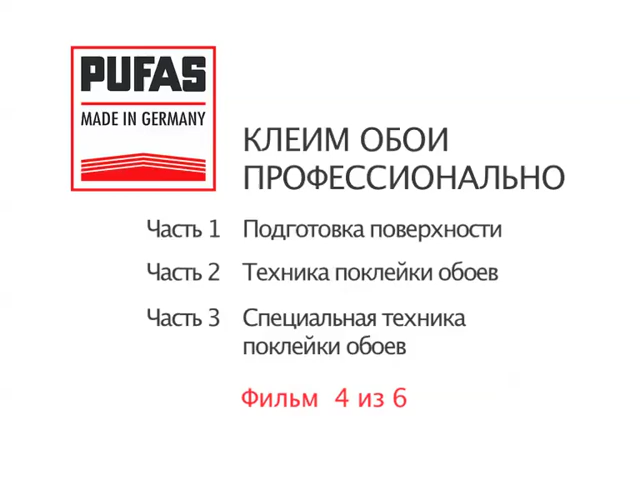 PUFAS
MADE IN GERMANY
КЛЕИМ ОБОИ
ПРОФЕССИОНАЛЬНО
Часть 1 Подготовка поверхности
Часть 2 Техника поклейки обоев
Часть 3 Специальная техника
поклейки обоев
Фильм 4 из 6